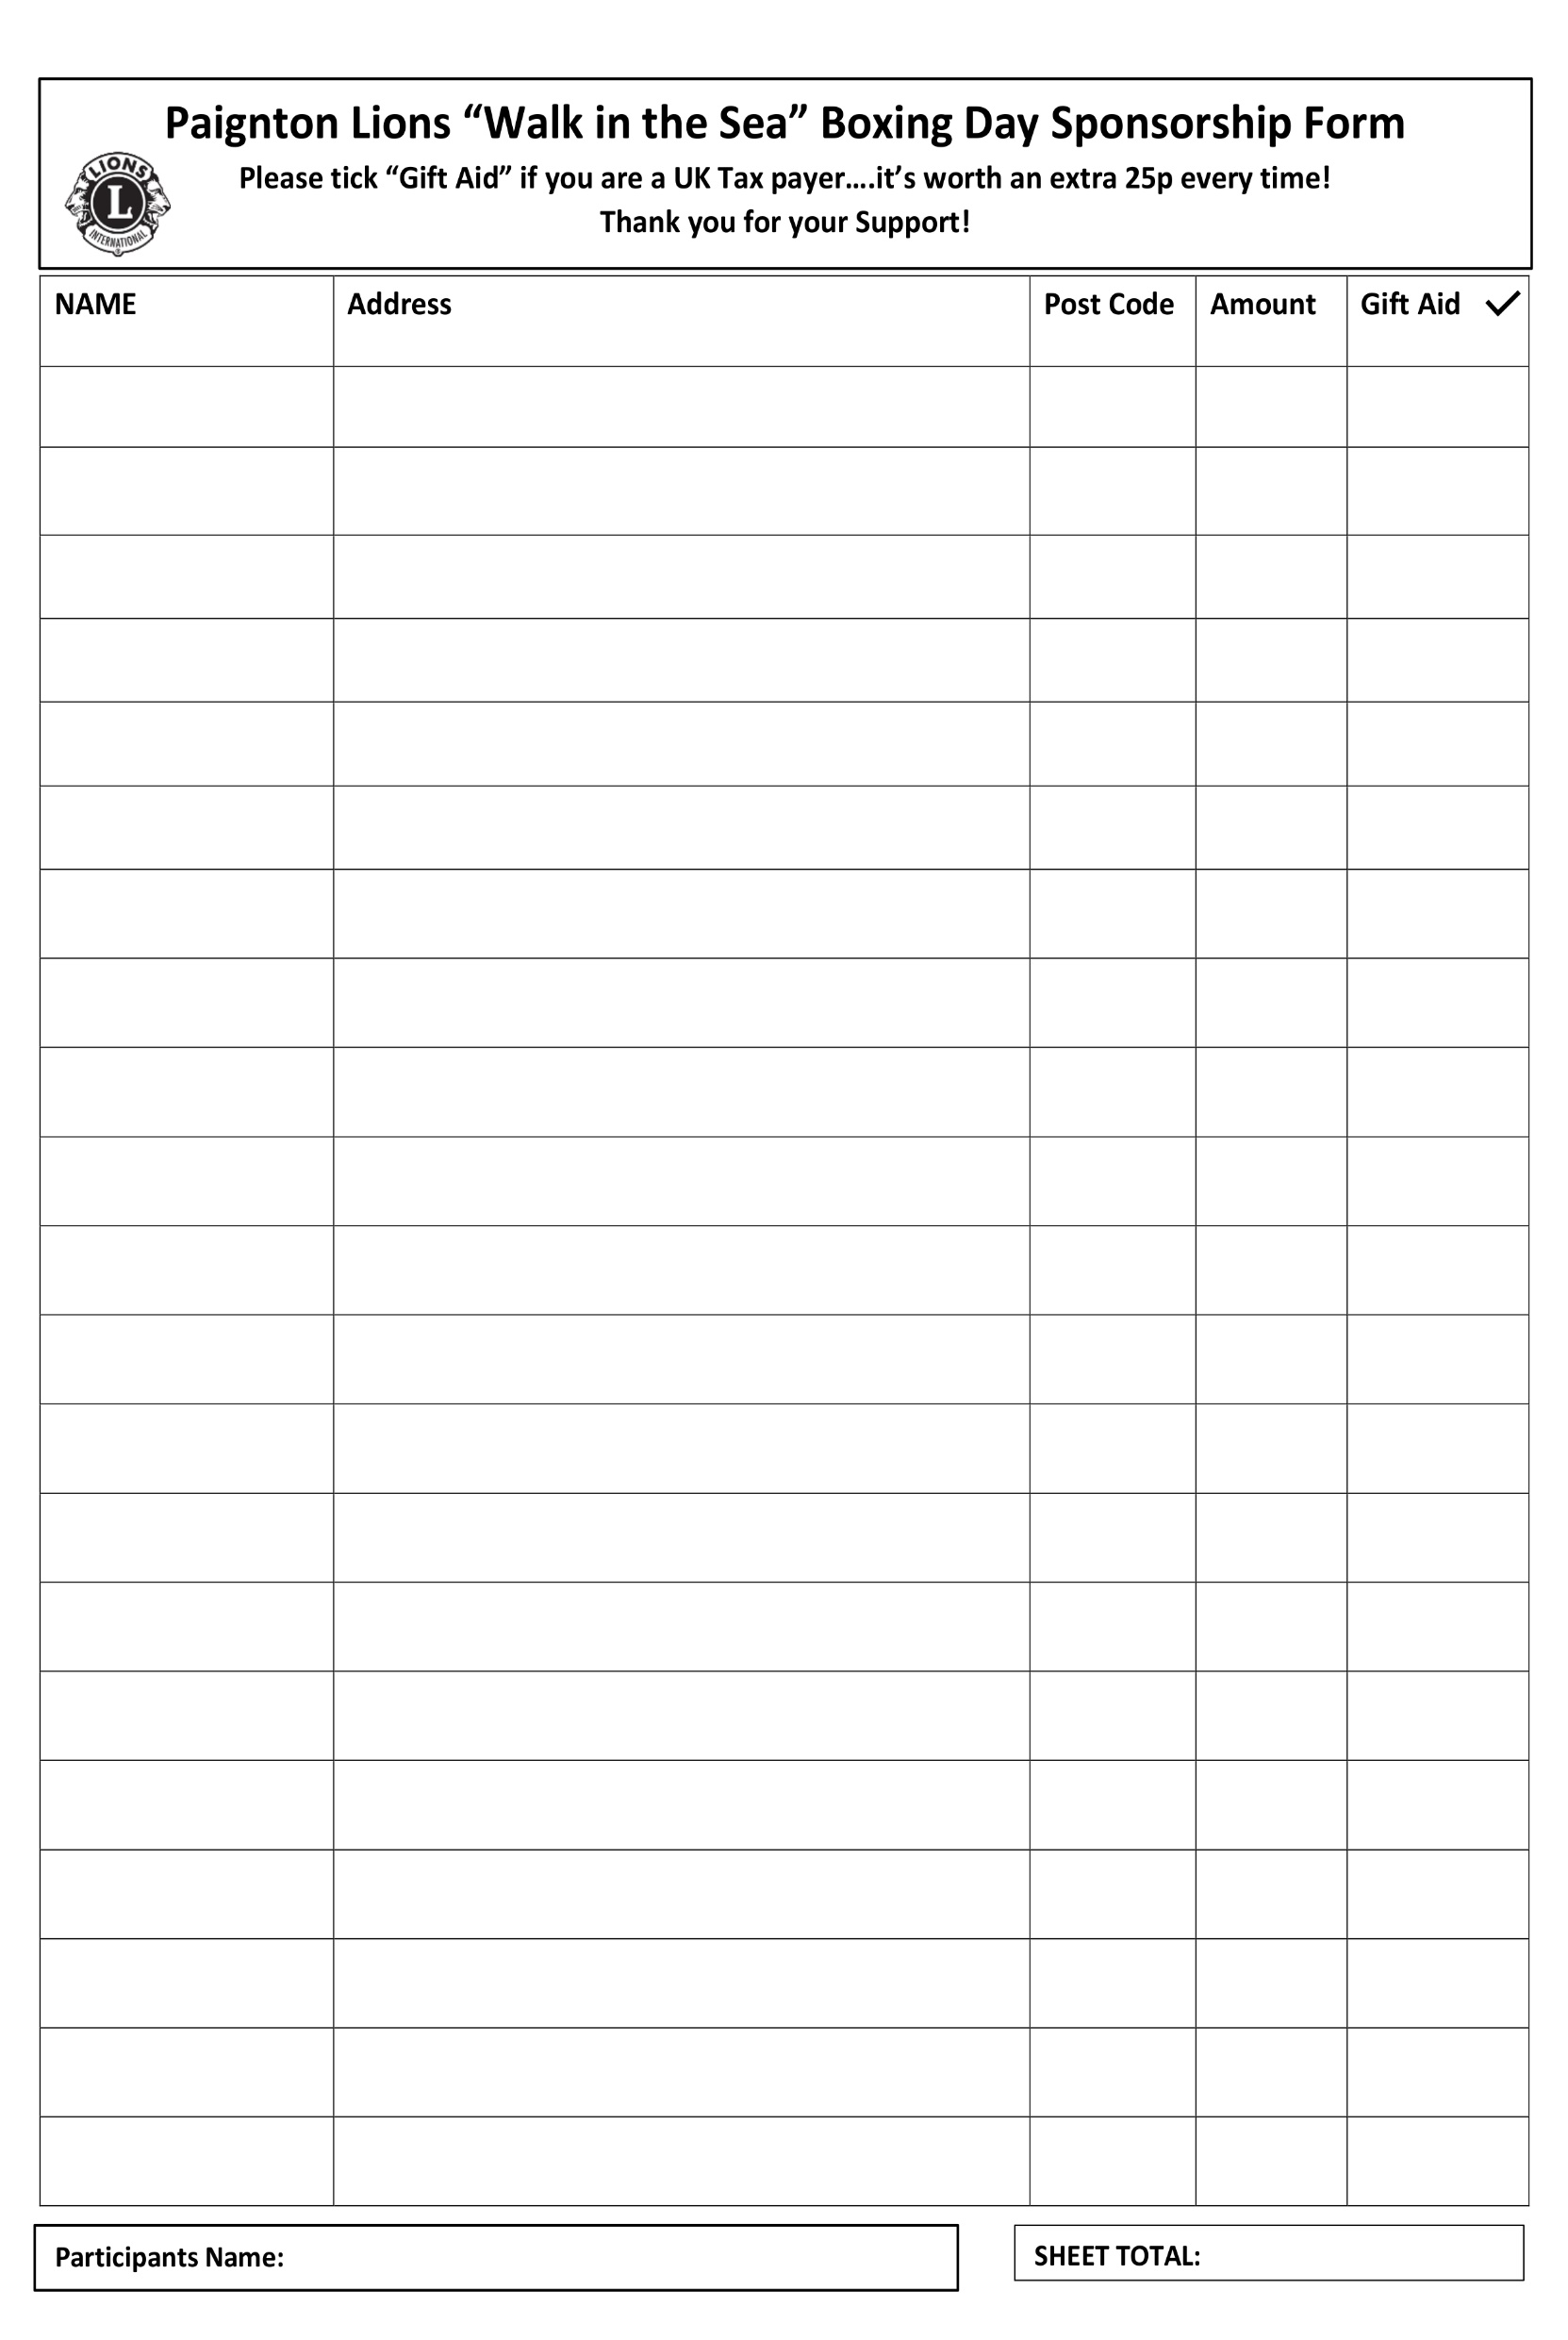 Paignton Lions “Walk in the Sea” Boxing Day Sponsorship Form
Please tick “Gift Aid” if you are a UK Tax payer....it’s worth an extra 25p every time!
Thank you for your Support!
LIONS
L
INTERNATIONAL
®
NAME Address Post Code Amount Gift Aid ✓
Participants Name:
SHEET TOTAL: